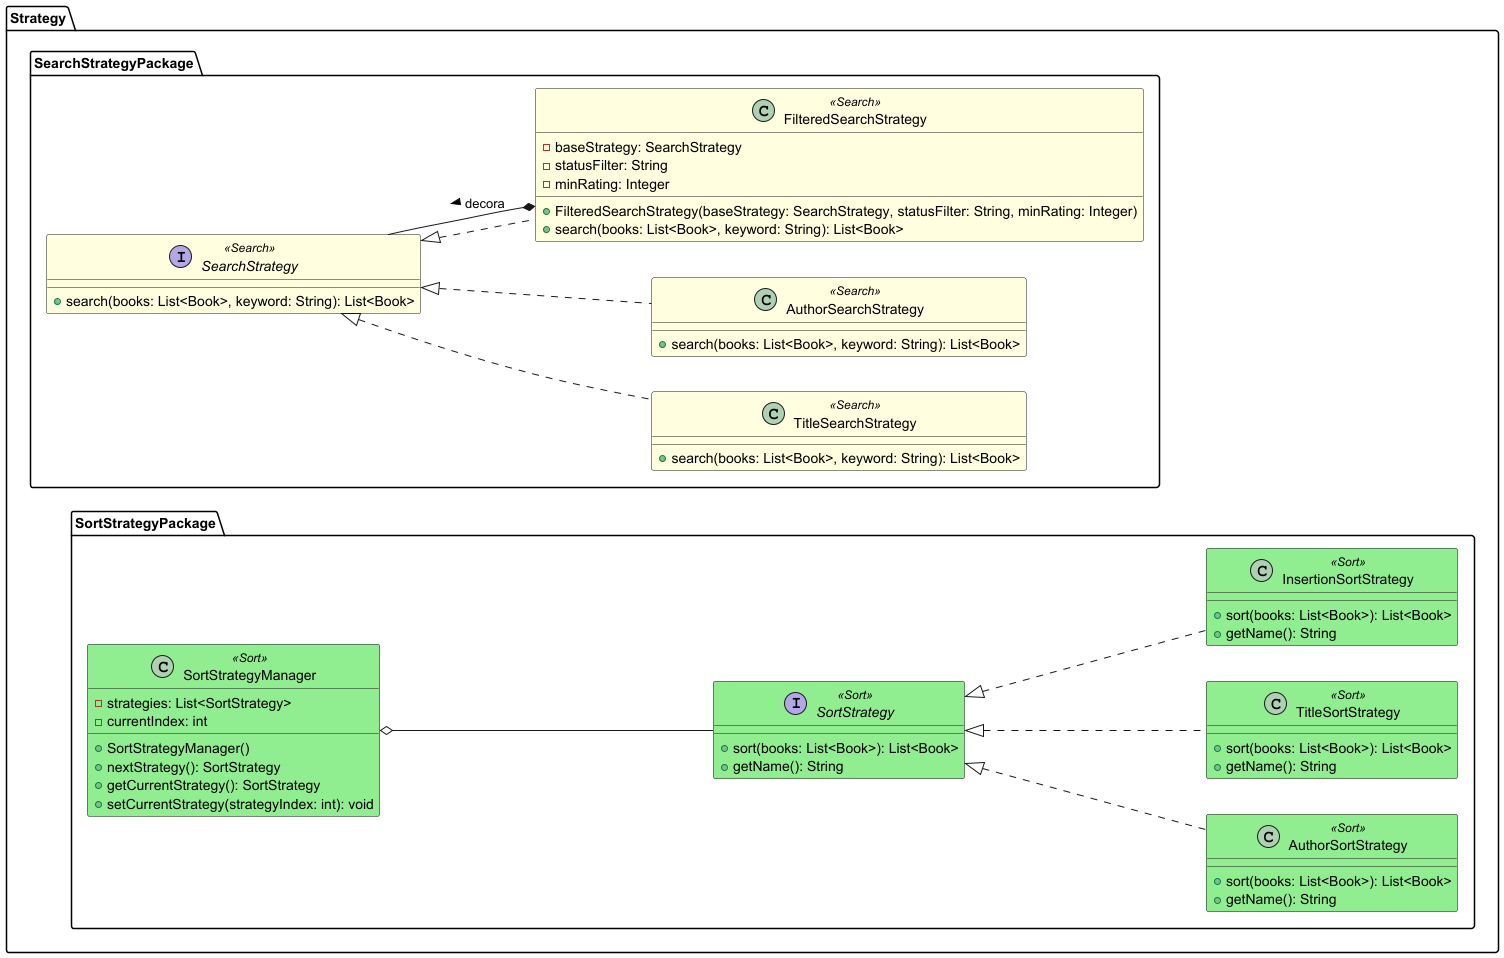 Strategy
SearchStrategyPackage
«Search»
FilteredSearchStrategy
baseStrategy: SearchStrategy
statusFilter: String
minRating: Integer
FilteredSearchStrategy(baseStrategy: SearchStrategy, statusFilter: String, minRating: Integer)
search(books: List<Book>, keyword: String): List<Book>
decora
«Search»
SearchStrategy
search(books: List<Book>, keyword: String): List<Book>
«Search»
AuthorSearchStrategy
search(books: List<Book>, keyword: String): List<Book>
«Search»
TitleSearchStrategy
search(books: List<Book>, keyword: String): List<Book>
SortStrategyPackage
«Sort»
SortStrategyManager
strategies: List<SortStrategy>
currentIndex: int
SortStrategyManager()
nextStrategy(): SortStrategy
getCurrentStrategy(): SortStrategy
setCurrentStrategy(strategyIndex: int): void
«Sort»
SortStrategy
sort(books: List<Book>): List<Book>
getName(): String
«Sort»
InsertionSortStrategy
sort(books: List<Book>): List<Book>
getName(): String
«Sort»
TitleSortStrategy
sort(books: List<Book>): List<Book>
getName(): String
«Sort»
AuthorSortStrategy
sort(books: List<Book>): List<Book>
getName(): String